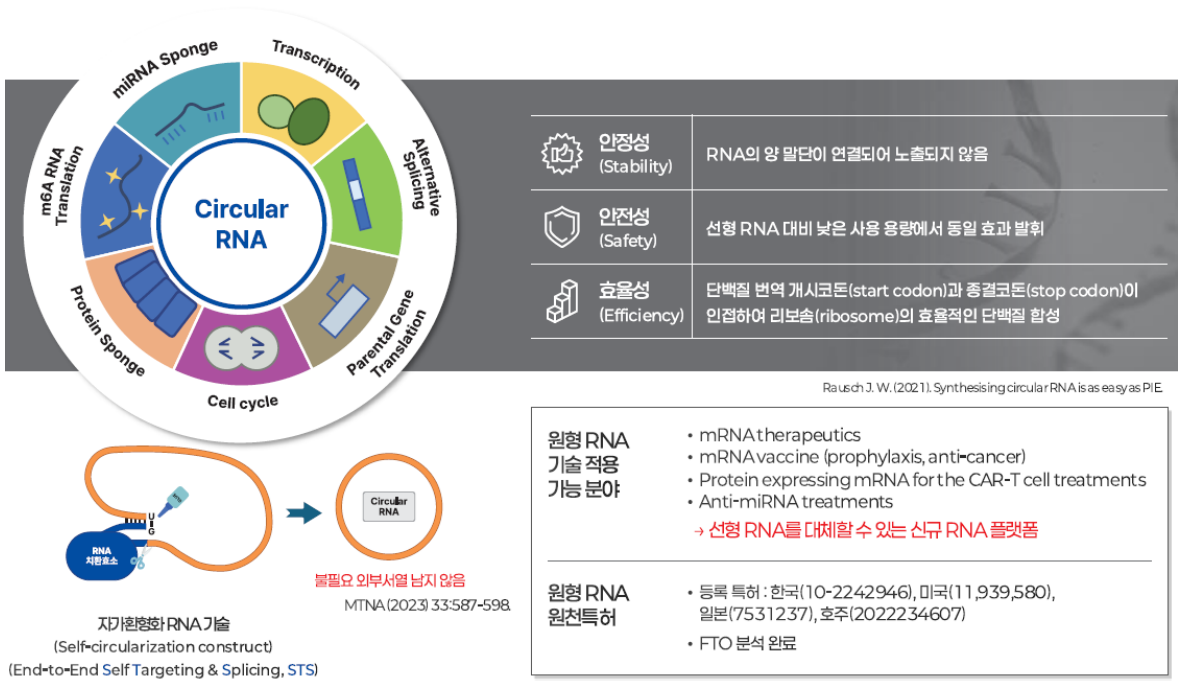 miRNA Sponge
Transcription
Alternative
Splicing
Parental Gene
Translation
Cell cycle
Protein Sponge
m6A RNA
Translation
Circular
RNA
안정성
(Stability)
RNA의 양 말단이 연결되어 노출되지 않음
안전성
(Safety)
선형 RNA 대비 낮은 사용 용량에서 동일 효과 발휘
효율성
(Efficiency)
단백질 번역 개시코돈(start codon)과 종결코돈(stop codon)이
인접하여 리보솜(ribosome)의 효율적인 단백질 합성
Rausch J. W. (2021). Synthesising circular RNA is as easy as PIE.
U
G
RNA
치환효소
Circular
RNA
불필요 외부서열 남지 않음
MTNA (2023) 33:587-598.
자가환형화 RNA 기술
(Self-circularization construct)
(End-to-End Self Targeting & Splicing, STS)
원형 RNA
기술 적용
가능 분야
• mRNA therapeutics
• mRNA vaccine (prophylaxis, anti-cancer)
• Protein expressing mRNA for the CAR-T cell treatments
• Anti-miRNA treatments
→ 선형 RNA를 대체할 수 있는 신규 RNA 플랫폼
원형 RNA
원천특허
• 등록 특허 : 한국(10-2242946), 미국(11,939,580),
일본(7531237), 호주(2022234607)
• FTO 분석 완료